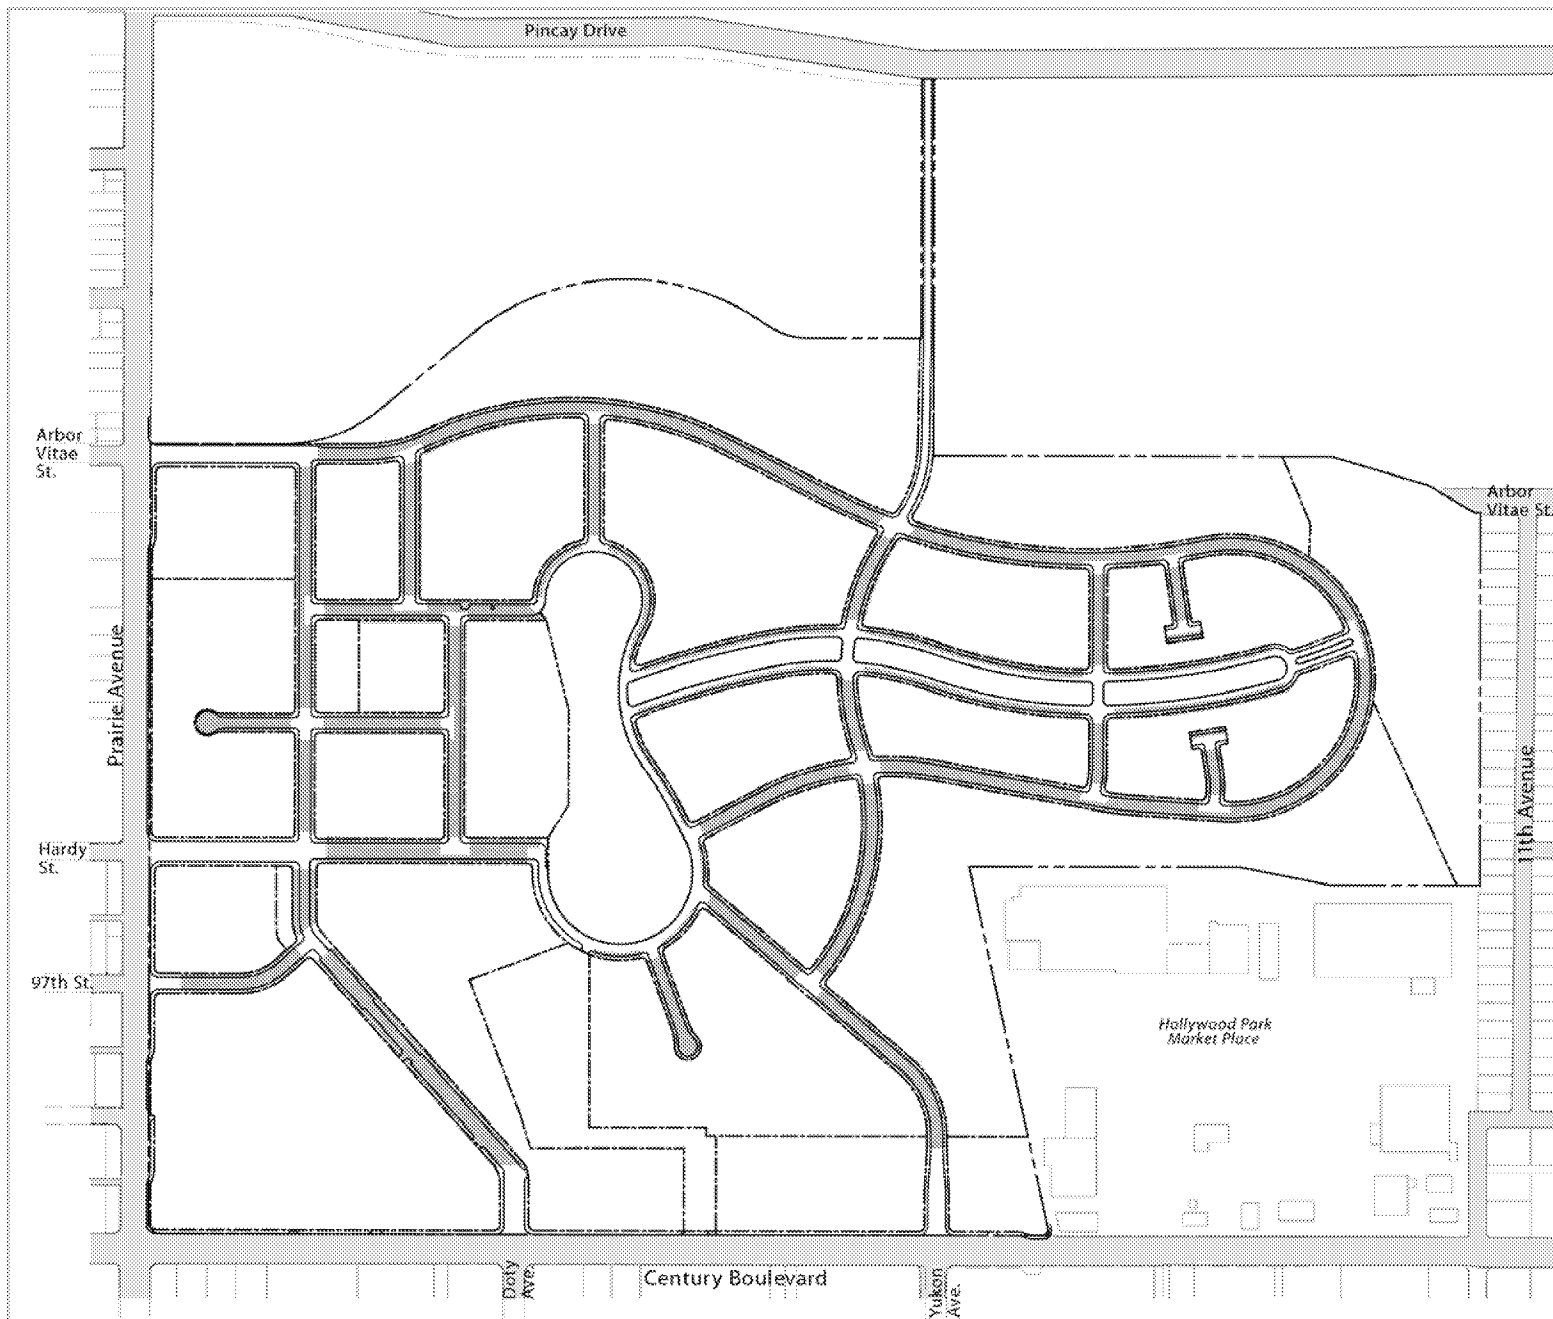 Pincay Drive
Arbor
Vitae
St.
Arbor
Vitae St.
Prairie Avenue
11th Avenue
Hardy
St.
97th St.
Hollywood Park
Market Place
Century Boulevard
Doty
Ave.
Yukon
Ave.